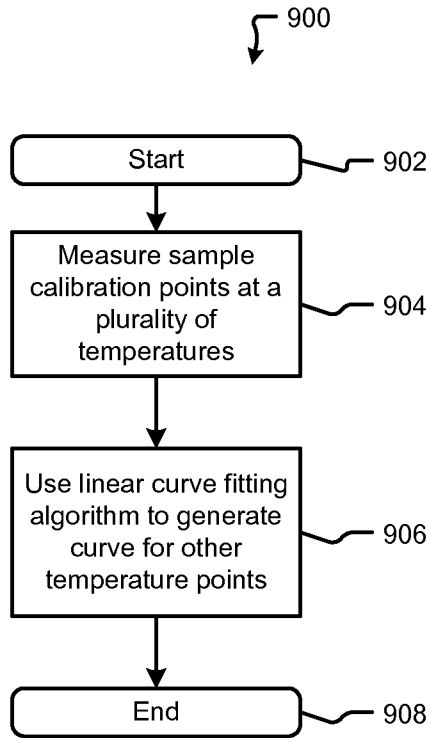 900
Start
902
Measure sample
calibration points at a
plurality of
temperatures
904
Use linear curve fitting
algorithm to generate
curve for other
temperature points
906
End
908